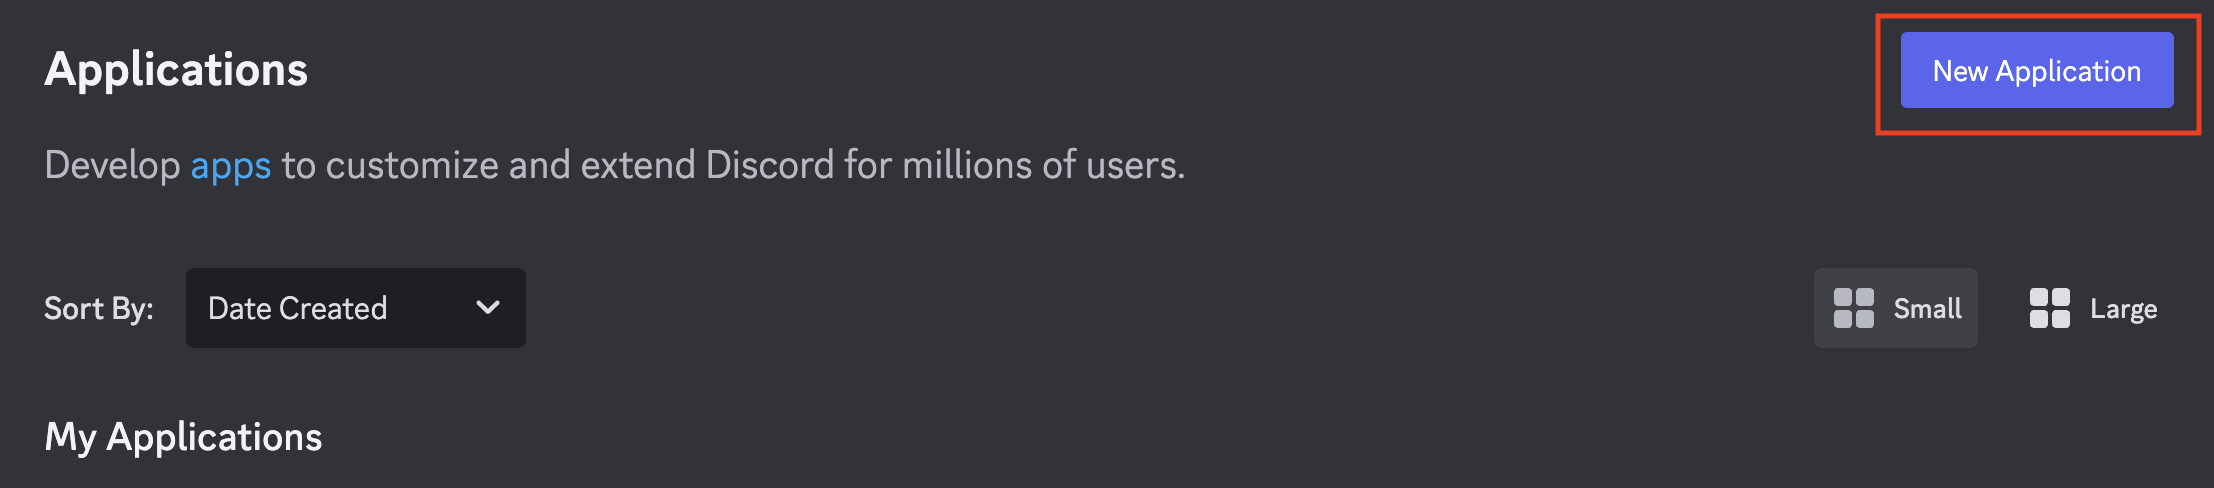 Applications
New Application
Develop apps to customize and extend Discord for millions of users.
Sort By:
Date Created
Small
Large
My Applications